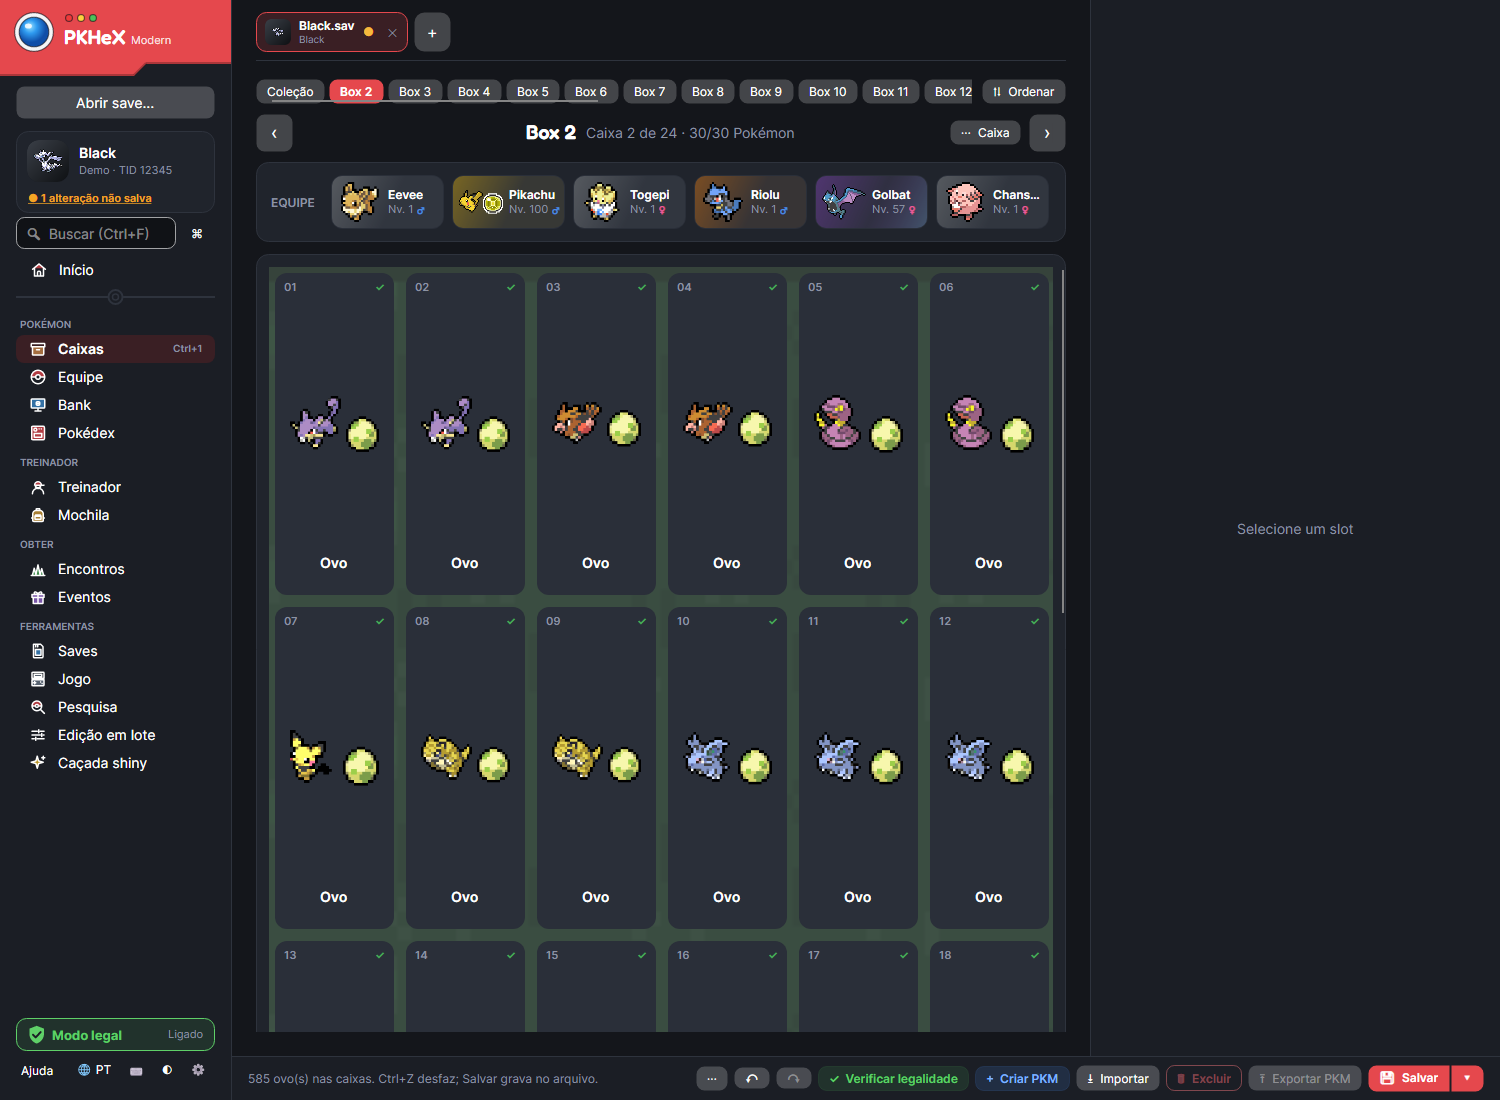 PKHeX Modern
Abrir save...
Black
Demo · TID 12345
1 alteração não salva
Buscar (Ctrl+F)
⌘
Início
POKÉMON
Caixas Ctrl+1
Equipe
Bank
Pokédex
TREINADOR
Treinador
Mochila
OBTER
Encontros
Eventos
FERRAMENTAS
Saves
Jogo
Pesquisa
Edição em lote
Caçada shiny
Modo legal Ligado
Ajuda PT
Black.sav
Black
+
Coleção Box 2 Box 3 Box 4 Box 5 Box 6 Box 7 Box 8 Box 9 Box 10 Box 11 Box 12 Ordenar
‹ Box 2 Caixa 2 de 24 · 30/30 Pokémon ··· Caixa ›
EQUIPE
Eevee
Nv. 1 ♂
Pikachu
Nv. 100 ♂
Togepi
Nv. 1 ♀
Riolu
Nv. 1 ♂
Golbat
Nv. 57 ♀
Chans...
Nv. 1 ♀
01 ✓ 02 ✓ 03 ✓ 04 ✓ 05 ✓ 06 ✓
Ovo Ovo Ovo Ovo Ovo Ovo
07 ✓ 08 ✓ 09 ✓ 10 ✓ 11 ✓ 12 ✓
Ovo Ovo Ovo Ovo Ovo Ovo
13 ✓ 14 ✓ 15 ✓ 16 ✓ 17 ✓ 18 ✓
Selecione um slot
585 ovo(s) nas caixas. Ctrl+Z desfaz; Salvar grava no arquivo.
··· ✓ Verificar legalidade + Criar PKM Importar Excluir Exportar PKM Salvar